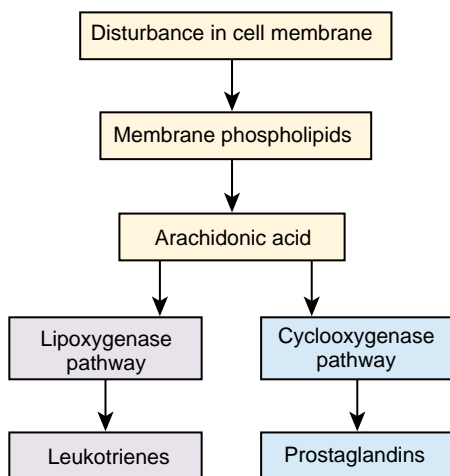 Disturbance in cell membrane
Membrane phospholipids
Arachidonic acid
Lipoxygenase
pathway
Cyclooxygenase
pathway
Leukotrienes
Prostaglandins